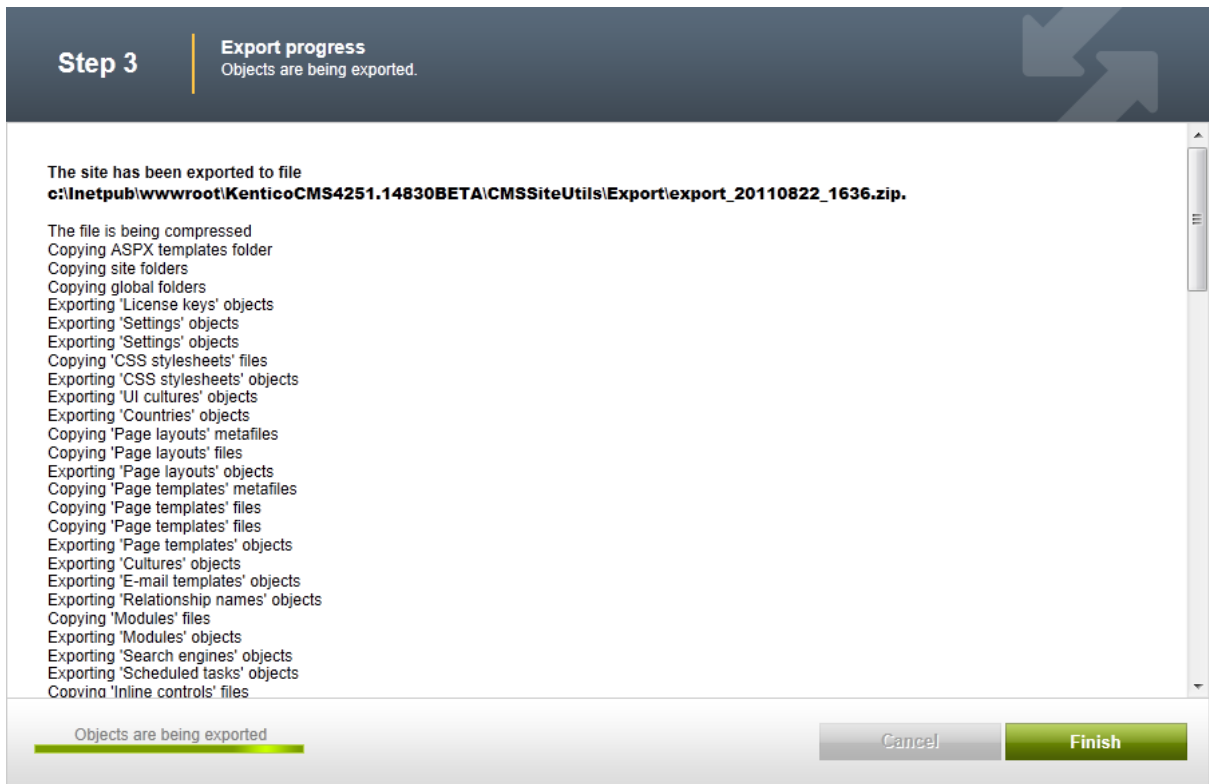 Step 3
Export progress
Objects are being exported.
The site has been exported to file
c:\Inetpub\wwwroot\KenticoCMS4251.14830BETA\CMSSiteUtils\Export\export_20110822_1636.zip.
The file is being compressed
Copying ASPX templates folder
Copying site folders
Copying global folders
Exporting 'License keys' objects
Exporting 'Settings' objects
Exporting 'Settings' objects
Copying 'CSS stylesheets' files
Exporting 'CSS stylesheets' objects
Exporting 'UI cultures' objects
Exporting 'Countries' objects
Copying 'Page layouts' metafiles
Copying 'Page layouts' files
Exporting 'Page layouts' objects
Copying 'Page templates' metafiles
Copying 'Page templates' files
Copying 'Page templates' files
Exporting 'Page templates' objects
Exporting 'Cultures' objects
Exporting 'E-mail templates' objects
Exporting 'Relationship names' objects
Copying 'Modules' files
Exporting 'Modules' objects
Exporting 'Search engines' objects
Exporting 'Scheduled tasks' objects
Copying 'Inline controls' files
Objects are being exported
Cancel
Finish